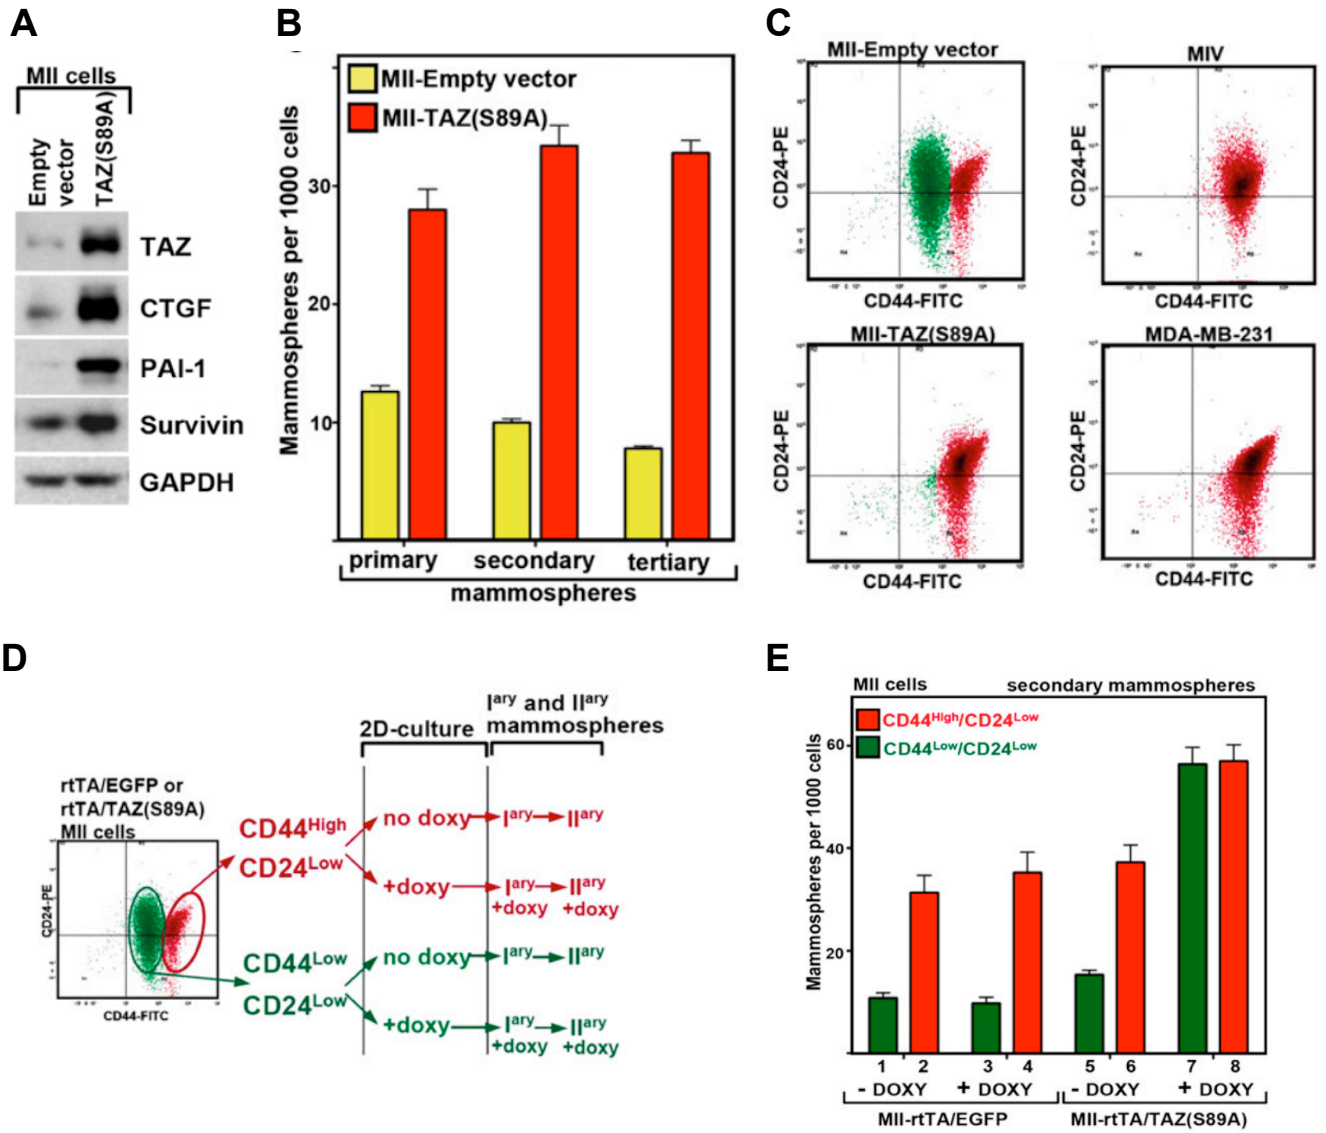 A
MII cells
Empty
vector
TAZ(S89A)
TAZ
CTGF
PAI-1
Survivin
GAPDH
B
MII-Empty vector
MII-TAZ(S89A)
Mammospheres per 1000 cells
30
20
10
primary
secondary
tertiary
mammospheres
C
MII-Empty vector
CD24-PE
CD44-FITC
MIV
CD24-PE
CD44-FITC
MII-TAZ(S89A)
CD24-PE
CD44-FITC
MDA-MB-231
CD24-PE
CD44-FITC
D
Iary and IIary
2D-culture mammospheres
rtTA/EGFP or
rtTA/TAZ(S89A)
MII cells
CD24-PE
CD44-FITC
CD44High
CD24Low
no doxy Iary IIary
+doxy Iary IIary
+doxy +doxy
CD44Low
CD24Low
no doxy Iary IIary
+doxy Iary IIary
+doxy +doxy
E
MII cells secondary mammospheres
CD44High/CD24Low
CD44Low/CD24Low
Mammospheres per 1000 cells
60
40
20
1 2 3 4 5 6 7 8
- DOXY + DOXY - DOXY + DOXY
MII-rtTA/EGFP MII-rtTA/TAZ(S89A)